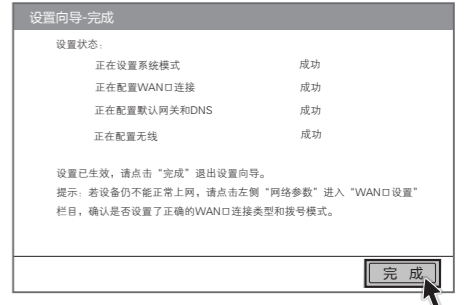 设置向导-完成
设置状态：
正在设置系统模式 成功
正在配置WAN口连接 成功
正在配置默认网关和DNS 成功
正在配置无线 成功
设置已生效，请点击“完成”退出设置向导。
提示：若设备仍不能正常上网，请点击左侧“网络参数”进入“WAN口设置”
栏目，确认是否设置了正确的WAN口连接类型和拨号模式。
完 成